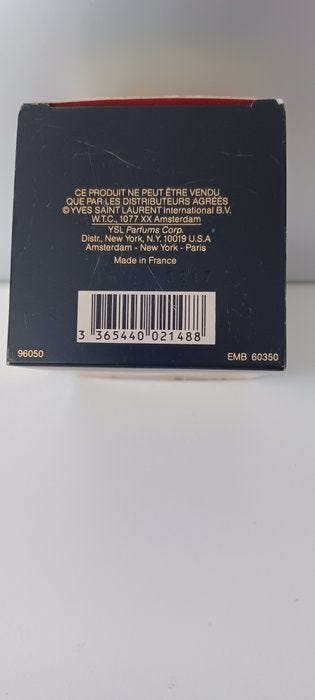 CE PRODUIT NE PEUT ÊTRE VENDU
QUE PAR LES DISTRIBUTEURS AGRÉÉS
©YVES SAINT LAURENT International B.V.
W.T.C., 1077 XX Amsterdam
YSL Parfums Corp.
Distr., New York, N.Y. 10019 U.S.A
Amsterdam - New York - Paris
Made in France
3 365440 021488
96050 EMB 60350